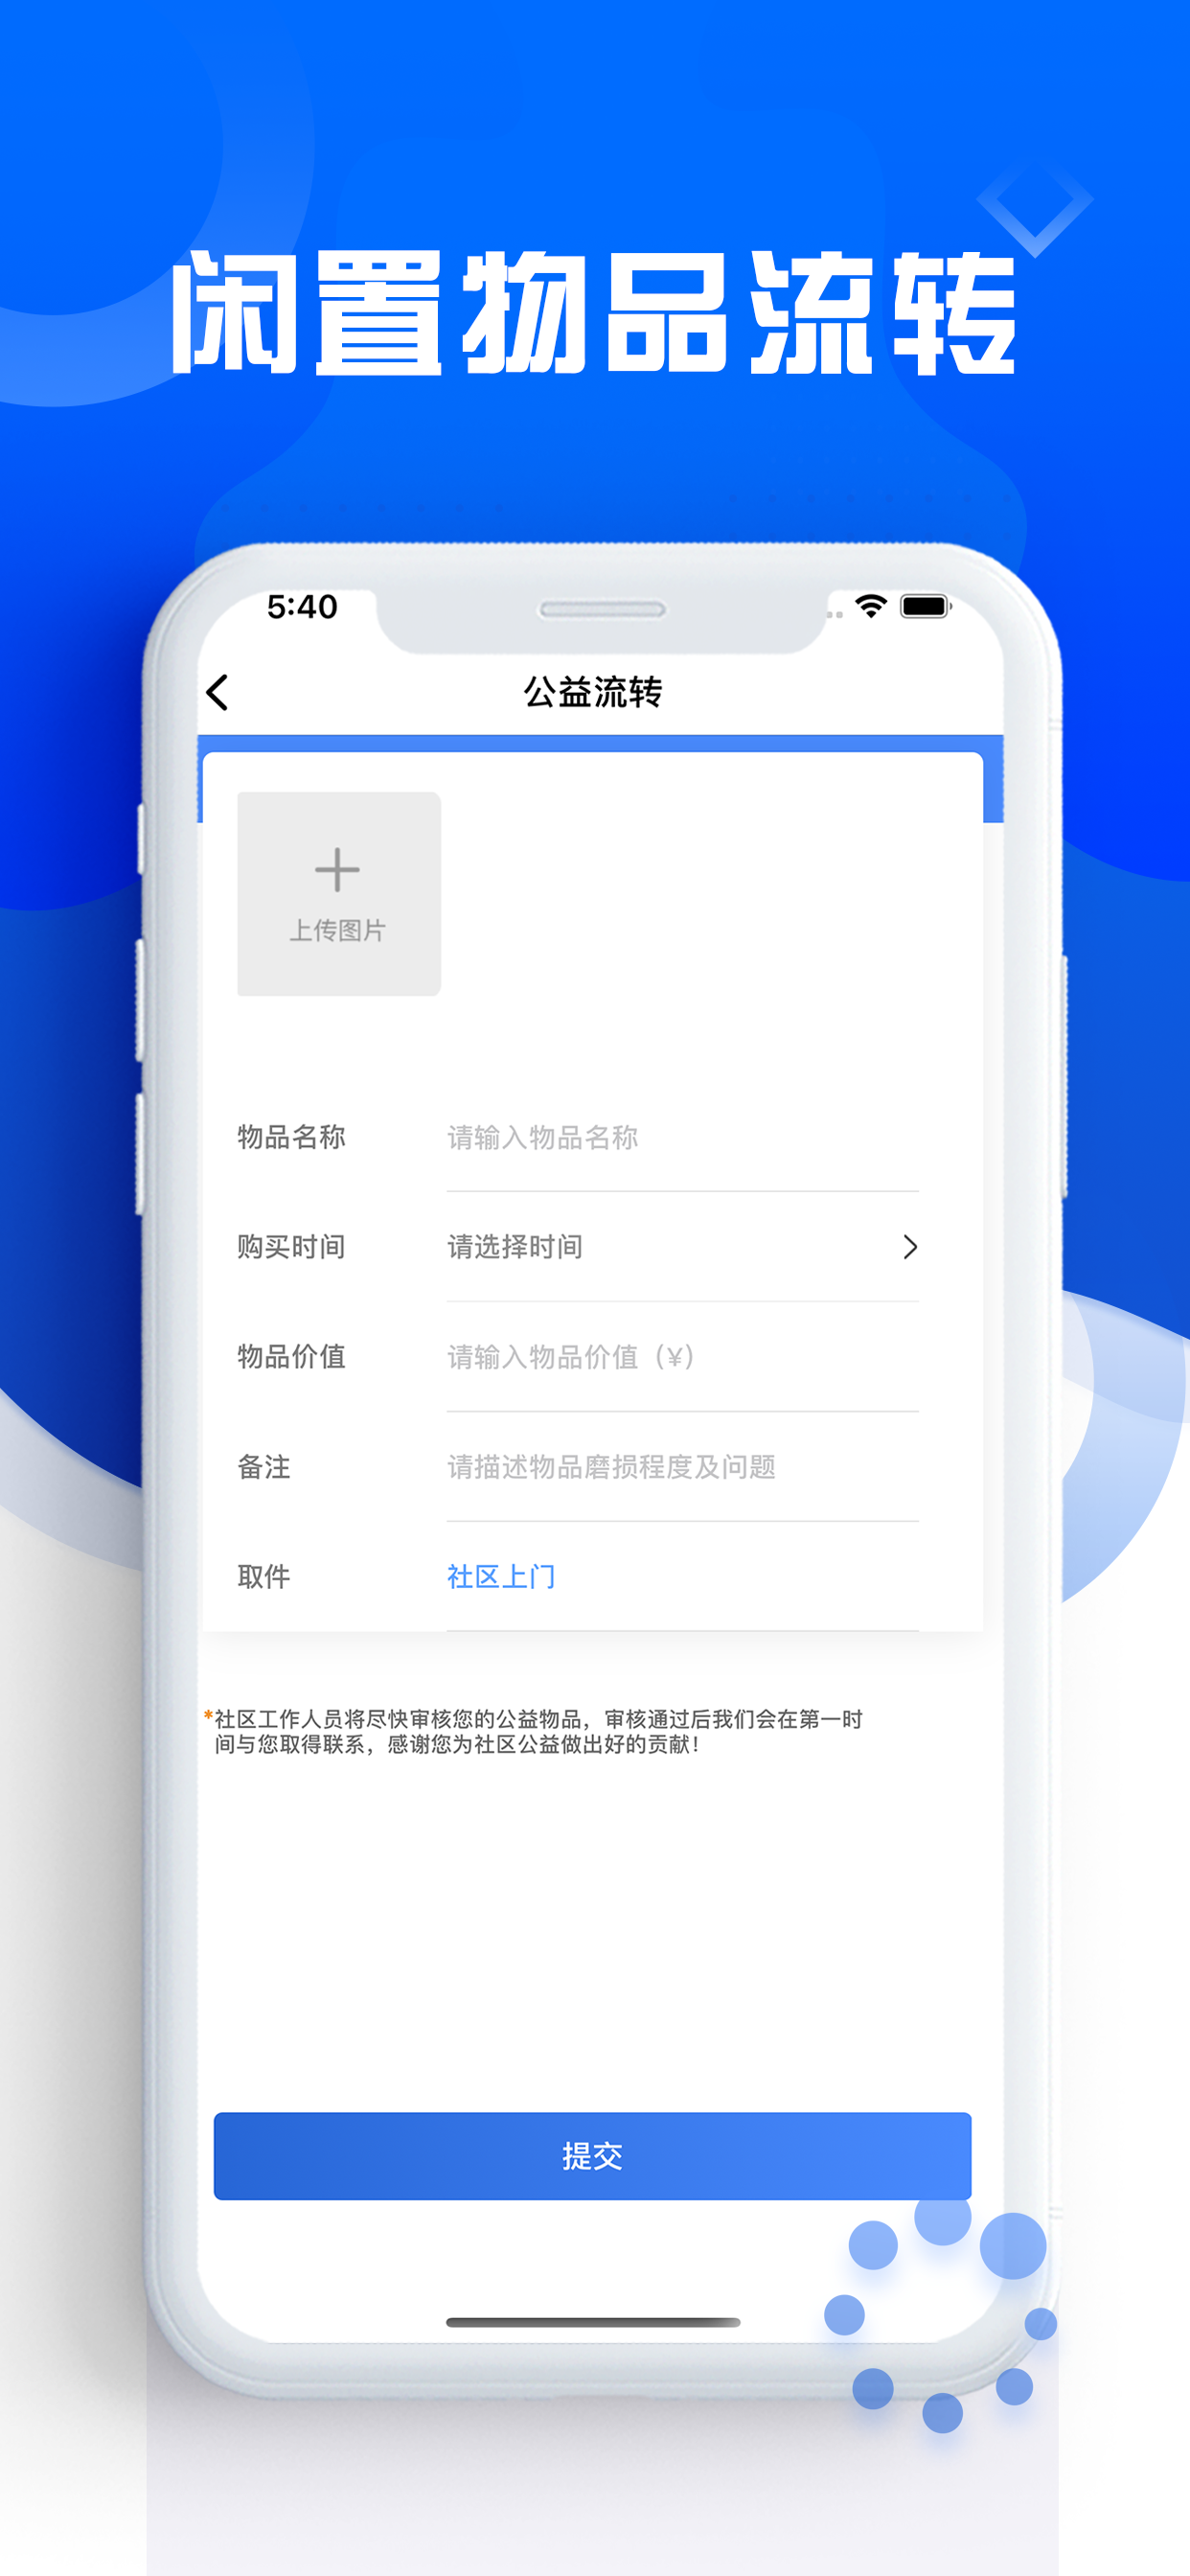 闲置物品流转
5:40
公益流转
上传图片
物品名称 请输入物品名称
购买时间 请选择时间
物品价值 请输入物品价值（¥）
备注 请描述物品磨损程度及问题
取件 社区上门
*社区工作人员将尽快审核您的公益物品，审核通过后我们会在第一时
间与您取得联系，感谢您为社区公益做出好的贡献！
提交